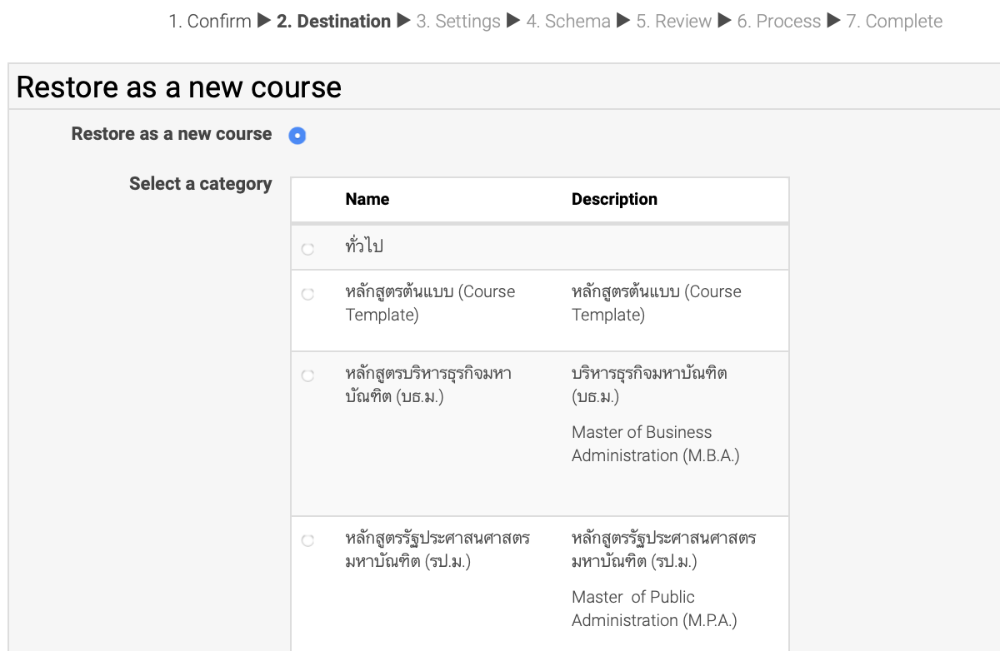 1. Confirm ▶ 2. Destination ▶ 3. Settings ▶ 4. Schema ▶ 5. Review ▶ 6. Process ▶ 7. Complete
Restore as a new course
Restore as a new course
Select a category
Name Description
ทั่วไป
หลักสูตรต้นแบบ (Course
Template)
หลักสูตรต้นแบบ (Course
Template)
หลักสูตรบริหารธุรกิจมหา
บัณฑิต (บธ.ม.)
บริหารธุรกิจมหาบัณฑิต
(บธ.ม.)
Master of Business
Administration (M.B.A.)
หลักสูตรรัฐประศาสนศาสตร
มหาบัณฑิต (รป.ม.)
หลักสูตรรัฐประศาสนศาสตร
มหาบัณฑิต (รป.ม.)
Master of Public
Administration (M.P.A.)